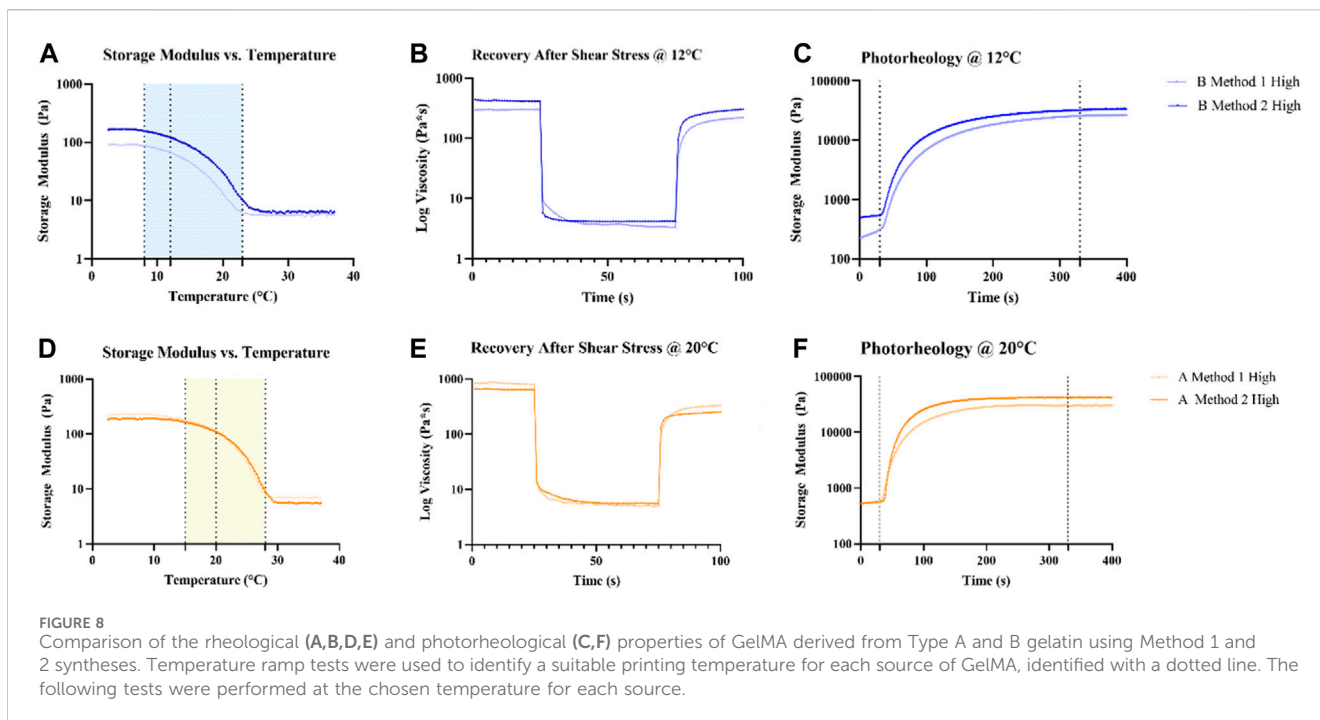 A
Storage Modulus vs. Temperature
Storage Modulus (Pa)
1000
100
10
1
0
10
20
30
40
Temperature (°C)
B
Recovery After Shear Stress @ 12°C
Log Viscosity (Pa*s)
1000
100
10
1
0
50
100
Time (s)
C
Photorheology @ 12°C
Storage Modulus (Pa)
100000
10000
1000
100
0
100
200
300
400
Time (s)
B Method 1 High
B Method 2 High
D
Storage Modulus vs. Temperature
Storage Modulus (Pa)
1000
100
10
1
0
10
20
30
40
Temperature (°C)
E
Recovery After Shear Stress @ 20°C
Log Viscosity (Pa*s)
1000
100
10
1
0
50
100
Time (s)
F
Photorheology @ 20°C
Storage Modulus (Pa)
100000
10000
1000
100
0
100
200
300
400
Time (s)
A Method 1 High
A Method 2 High
FIGURE 8
Comparison of the rheological (A,B,D,E) and photorheological (C,F) properties of GelMA derived from Type A and B gelatin using Method 1 and
2 syntheses. Temperature ramp tests were used to identify a suitable printing temperature for each source of GelMA, identified with a dotted line. The
following tests were performed at the chosen temperature for each source.